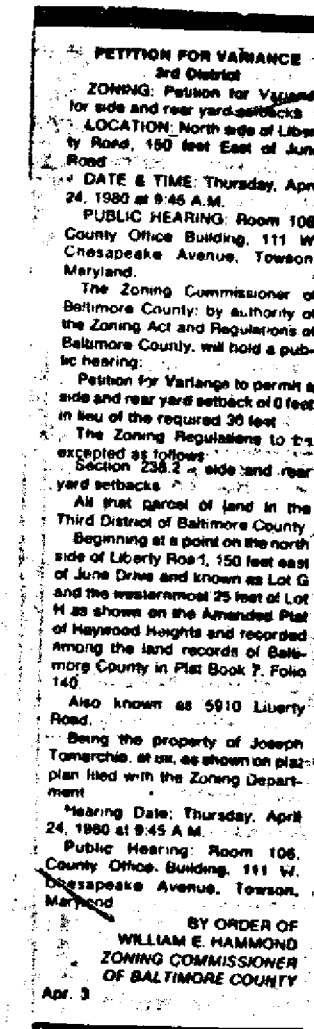 PETITION FOR VARIANCE
3rd District
ZONING: Petition for Varianc
for side and rear yard setbacks
LOCATION: North side of Liber
ty Road, 150 feet East of Jun
Road
DATE & TIME: Thursday, Apr
24, 1980 at 9:45 A.M.
PUBLIC HEARING: Room 106
County Office Building, 111 W
Chesapeake Avenue, Towson
Maryland.
The Zoning Commissioner of
Baltimore County, by authority of
the Zoning Act and Regulations of
Baltimore County, will hold a pub-
lic hearing:
Petition for Variance to permit a
side and rear yard setback of 0 feet
in lieu of the required 30 feet
The Zoning Regulations to be
excepted as follows:
Section 238.2 - side and rear
yard setbacks
All that parcel of land in the
Third District of Baltimore County
Beginning at a point on the north
side of Liberty Road, 150 feet east
of June Drive and known as Lot G
and the westernmost 25 feet of Lot
H as shown on the Amended Plat
of Haywood Heights and recorded
among the land records of Balti-
more County in Plat Book 7, Folio
140
Also known as 5910 Liberty
Road.
Being the property of Joseph
Tomarchio, et ux, as shown on plat
plan filed with the Zoning Depart-
ment
Hearing Date: Thursday, April
24, 1980 at 9:45 A.M.
Public Hearing: Room 106,
County Office Building, 111 W.
Chesapeake Avenue, Towson,
Maryland
BY ORDER OF
WILLIAM E. HAMMOND
ZONING COMMISSIONER
OF BALTIMORE COUNTY
Apr. 3